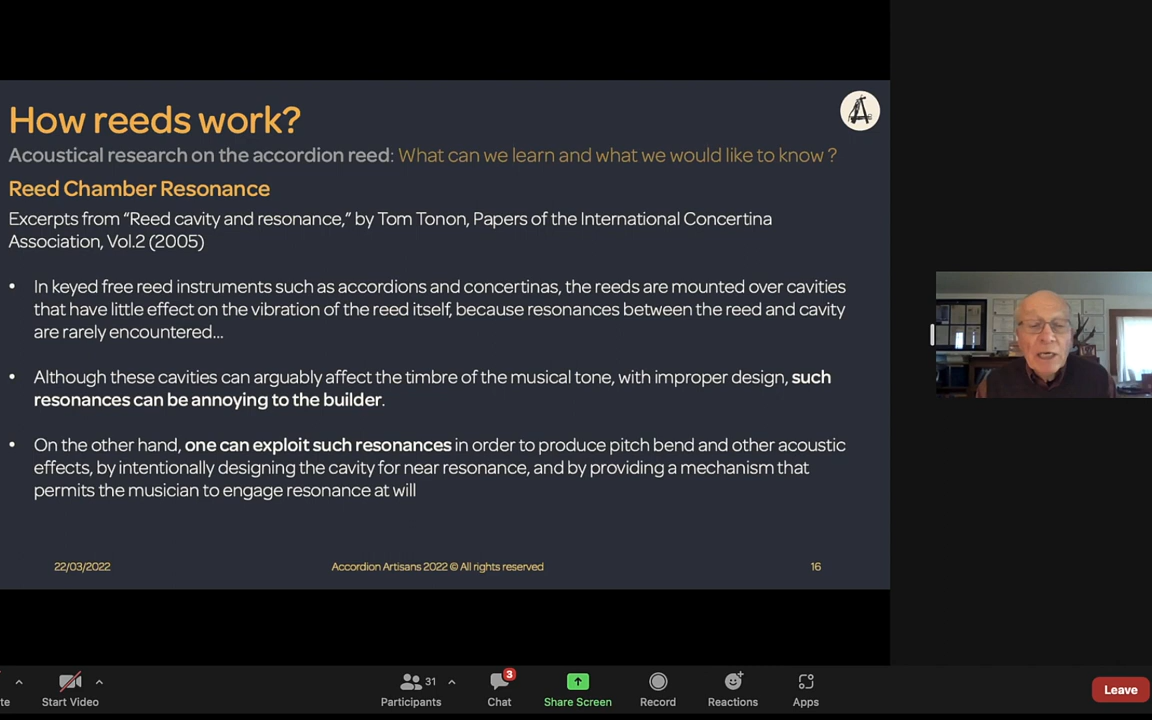 How reeds work?
Acoustical research on the accordion reed: What can we learn and what we would like to know ?
Reed Chamber Resonance
Excerpts from “Reed cavity and resonance,” by Tom Tonon, Papers of the International Concertina
Association, Vol.2 (2005)
• In keyed free reed instruments such as accordions and concertinas, the reeds are mounted over cavities
that have little effect on the vibration of the reed itself, because resonances between the reed and cavity
are rarely encountered...
• Although these cavities can arguably affect the timbre of the musical tone, with improper design, such
resonances can be annoying to the builder.
• On the other hand, one can exploit such resonances in order to produce pitch bend and other acoustic
effects, by intentionally designing the cavity for near resonance, and by providing a mechanism that
permits the musician to engage resonance at will
22/03/2022 Accordion Artisans 2022 © All rights reserved 16
te Start Video Participants 31 Chat 3 Share Screen Record Reactions Apps Leave